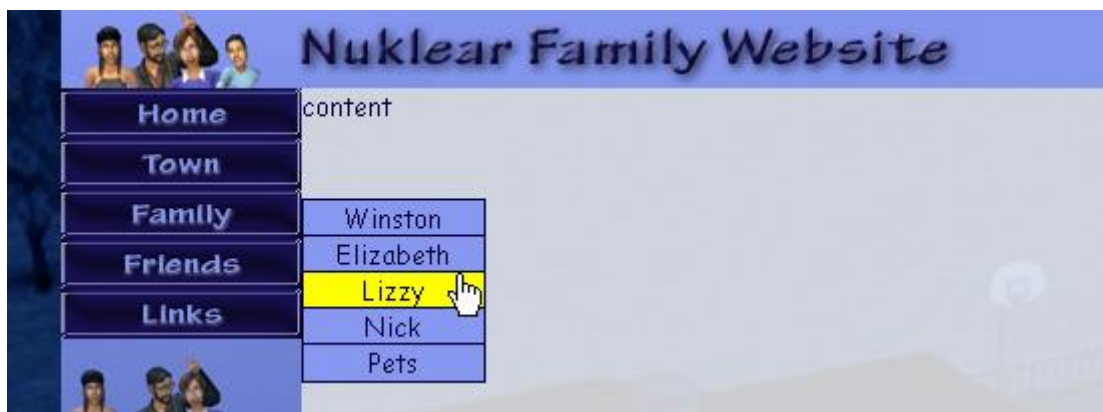 Nuklear Family Website
Home
content
Town
Family
Winston
Elizabeth
Friends
Lizzy
Links
Nick
Pets